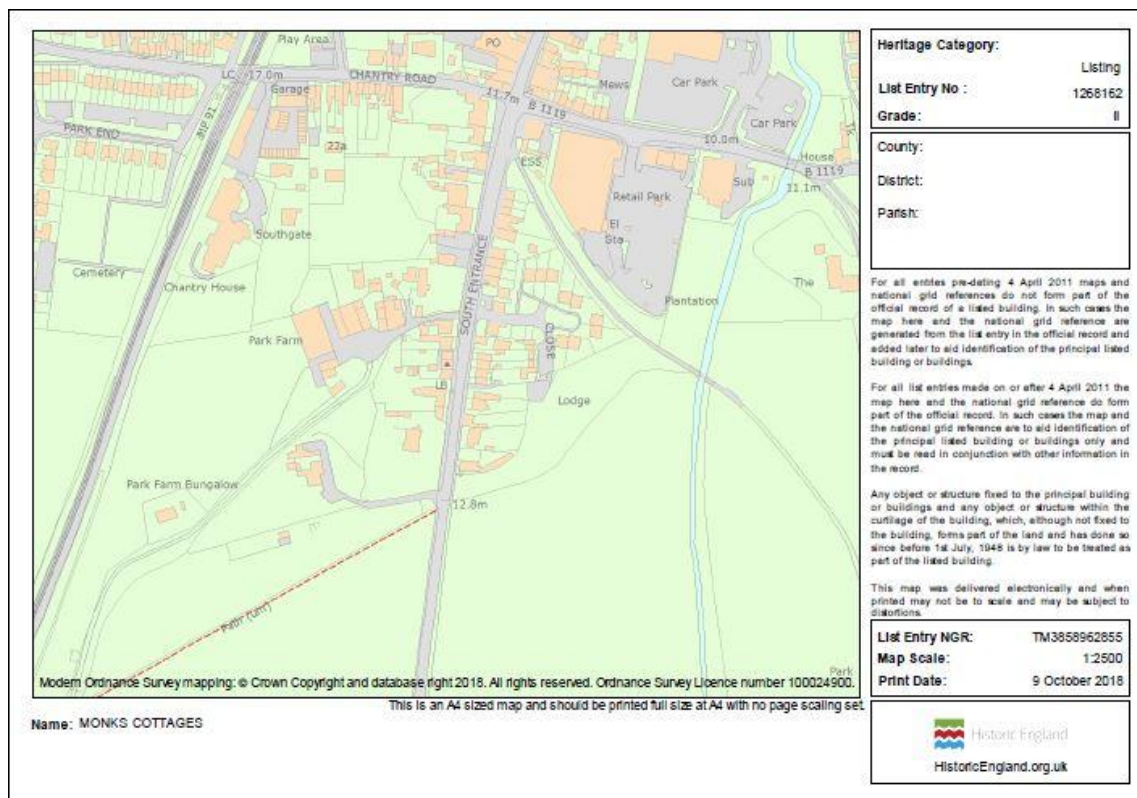 Play Area
PO
LC
17.0m
CHANTRY ROAD
Garage
Mews
Car Park
11.7m
B 1119
Car Park
MP 91
PARK END
22a
10.0m
TK
ESS
House
B 1119
Sub
11.1m
Retail Park
El
Sta
Southgate
SOUTH ENTRANCE
Cemetery
Chantry House
The
Plantation
Park Farm
CLOSE
LB
Lodge
Park Farm Bungalow
12.8m
Path (um)
Park
Modern Ordnance Survey mapping: © Crown Copyright and database right 2018. All rights reserved. Ordnance Survey Licence number 100024900.
This is an A4 sized map and should be printed full size at A4 with no page scaling set.
Name: MONKS COTTAGES
Heritage Category:
Listing
List Entry No : 1268162
Grade: II
County:
District:
Parish:
For all entries pre-dating 4 April 2011 maps and
national grid references do not form part of the
official record of a listed building. In such cases the
map here and the national grid reference are
generated from the list entry in the official record and
added later to aid identification of the principal listed
building or buildings.
For all list entries made on or after 4 April 2011 the
map here and the national grid reference do form
part of the official record. In such cases the map and
the national grid reference are to aid identification of
the principal listed building or buildings only and
must be read in conjunction with other information in
the record.
Any object or structure fixed to the principal building
or buildings and any object or structure within the
curtilage of the building, which, although not fixed to
the building, forms part of the land and has done so
since before 1st July, 1948 is by law to be treated as
part of the listed building.
This map was delivered electronically and when
printed may not be to scale and may be subject to
distortions.
List Entry NGR: TM3858962855
Map Scale: 1:2500
Print Date: 9 October 2018
Historic England
HistoricEngland.org.uk